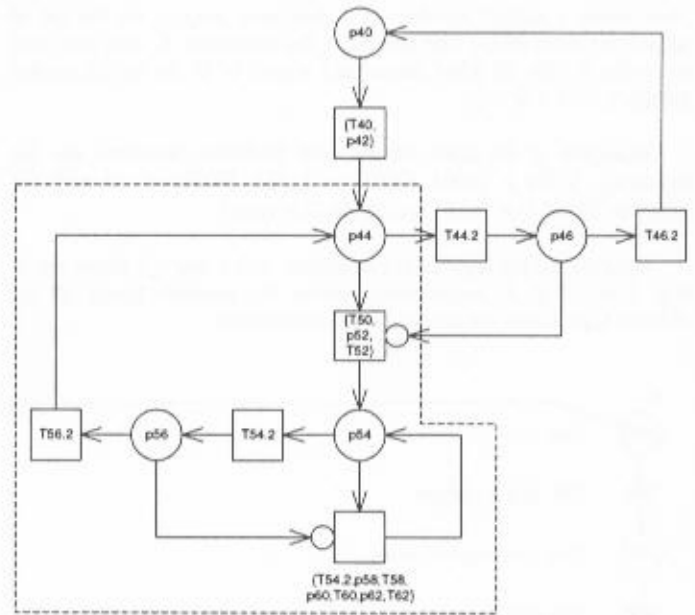 p40
(T40,
p42)
p44
T44.2
p46
T46.2
(T50,
p52,
T52)
T56.2
p56
T54.2
p54
(T54.2,p58,T58,
p60,T60,p62,T62)